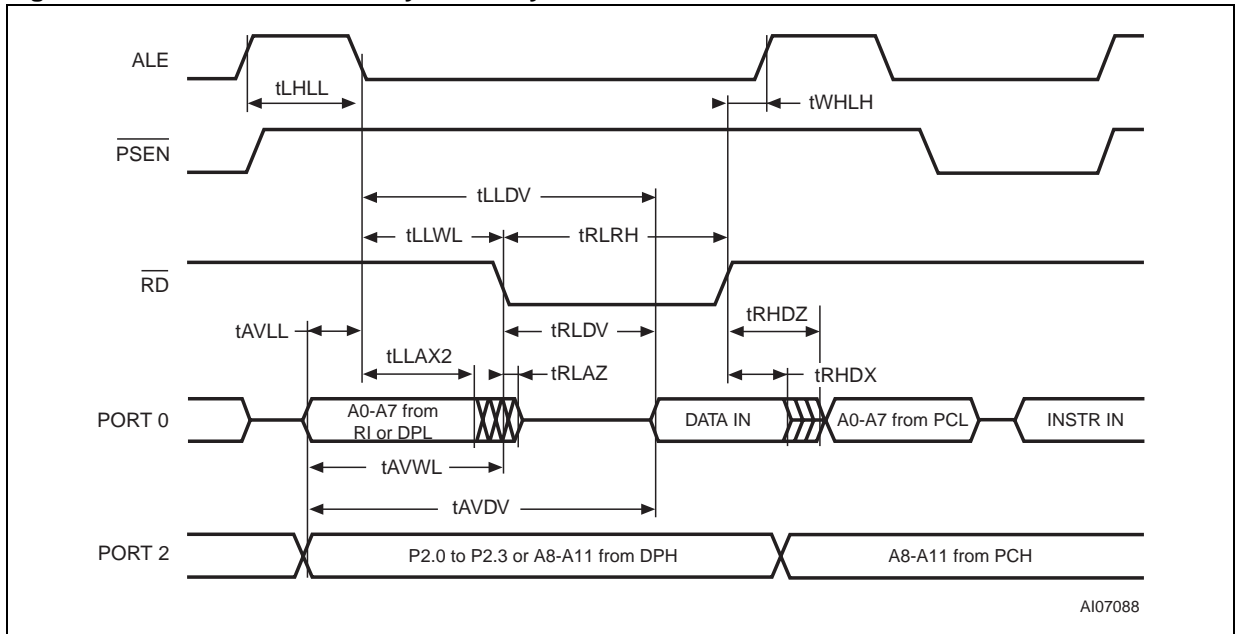 ALE
tLHLL
tWHLH
PSEN
tLLDV
tLLWL
tRLRH
RD
tAVLL
tRLDV
tRHDZ
tLLAX2
tRLAZ
tRHDX
PORT 0
A0-A7 from
RI or DPL
DATA IN
A0-A7 from PCL
INSTR IN
tAVWL
tAVDV
PORT 2
P2.0 to P2.3 or A8-A11 from DPH
A8-A11 from PCH
AI07088